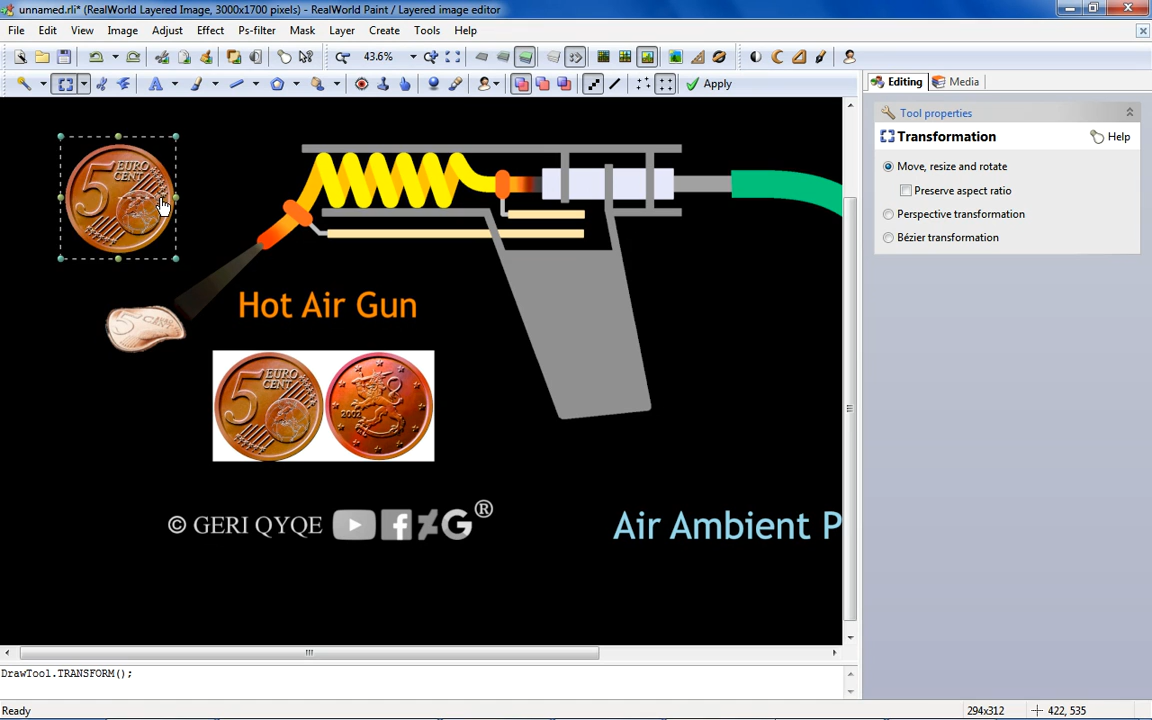 unnamed.rli* (RealWorld Layered Image, 3000x1700 pixels) - RealWorld Paint / Layered image editor
File Edit View Image Adjust Effect Ps-filter Mask Layer Create Tools Help
43.6%
Apply
Editing Media
Tool properties
Transformation Help
Move, resize and rotate
Preserve aspect ratio
Perspective transformation
Bézier transformation
5 EURO
CENT
5 CENT
Hot Air Gun
5 EURO
CENT
2002
© GERI QYQE G ®
Air Ambient P
DrawTool.TRANSFORM();
Ready 294x312 422, 535